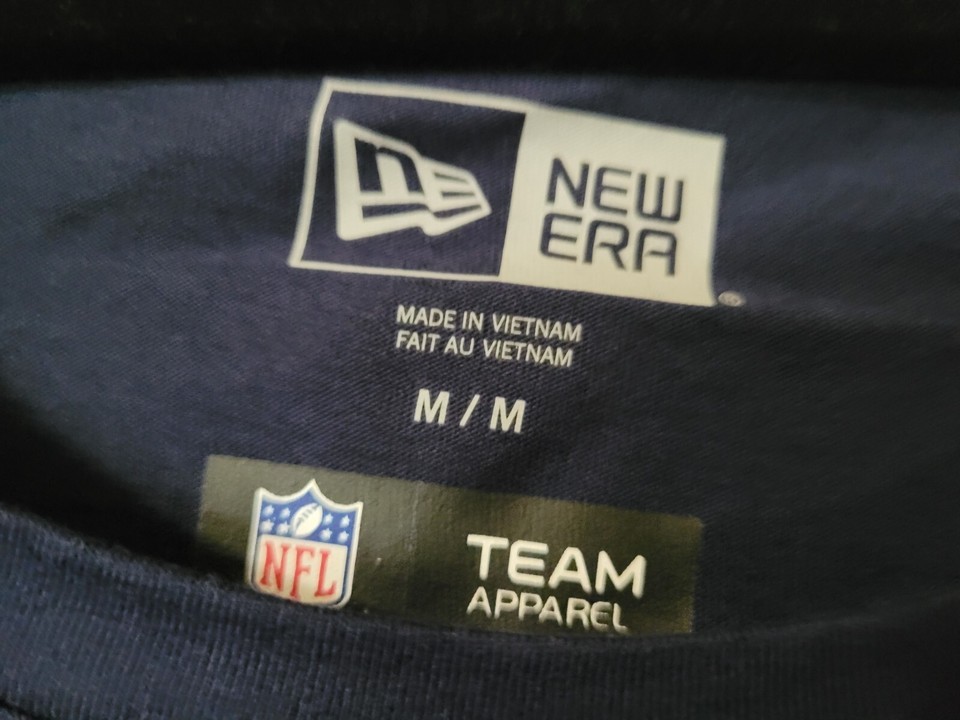 NEW
ERA
®
MADE IN VIETNAM
FAIT AU VIETNAM
M / M
NFL
TEAM
APPAREL